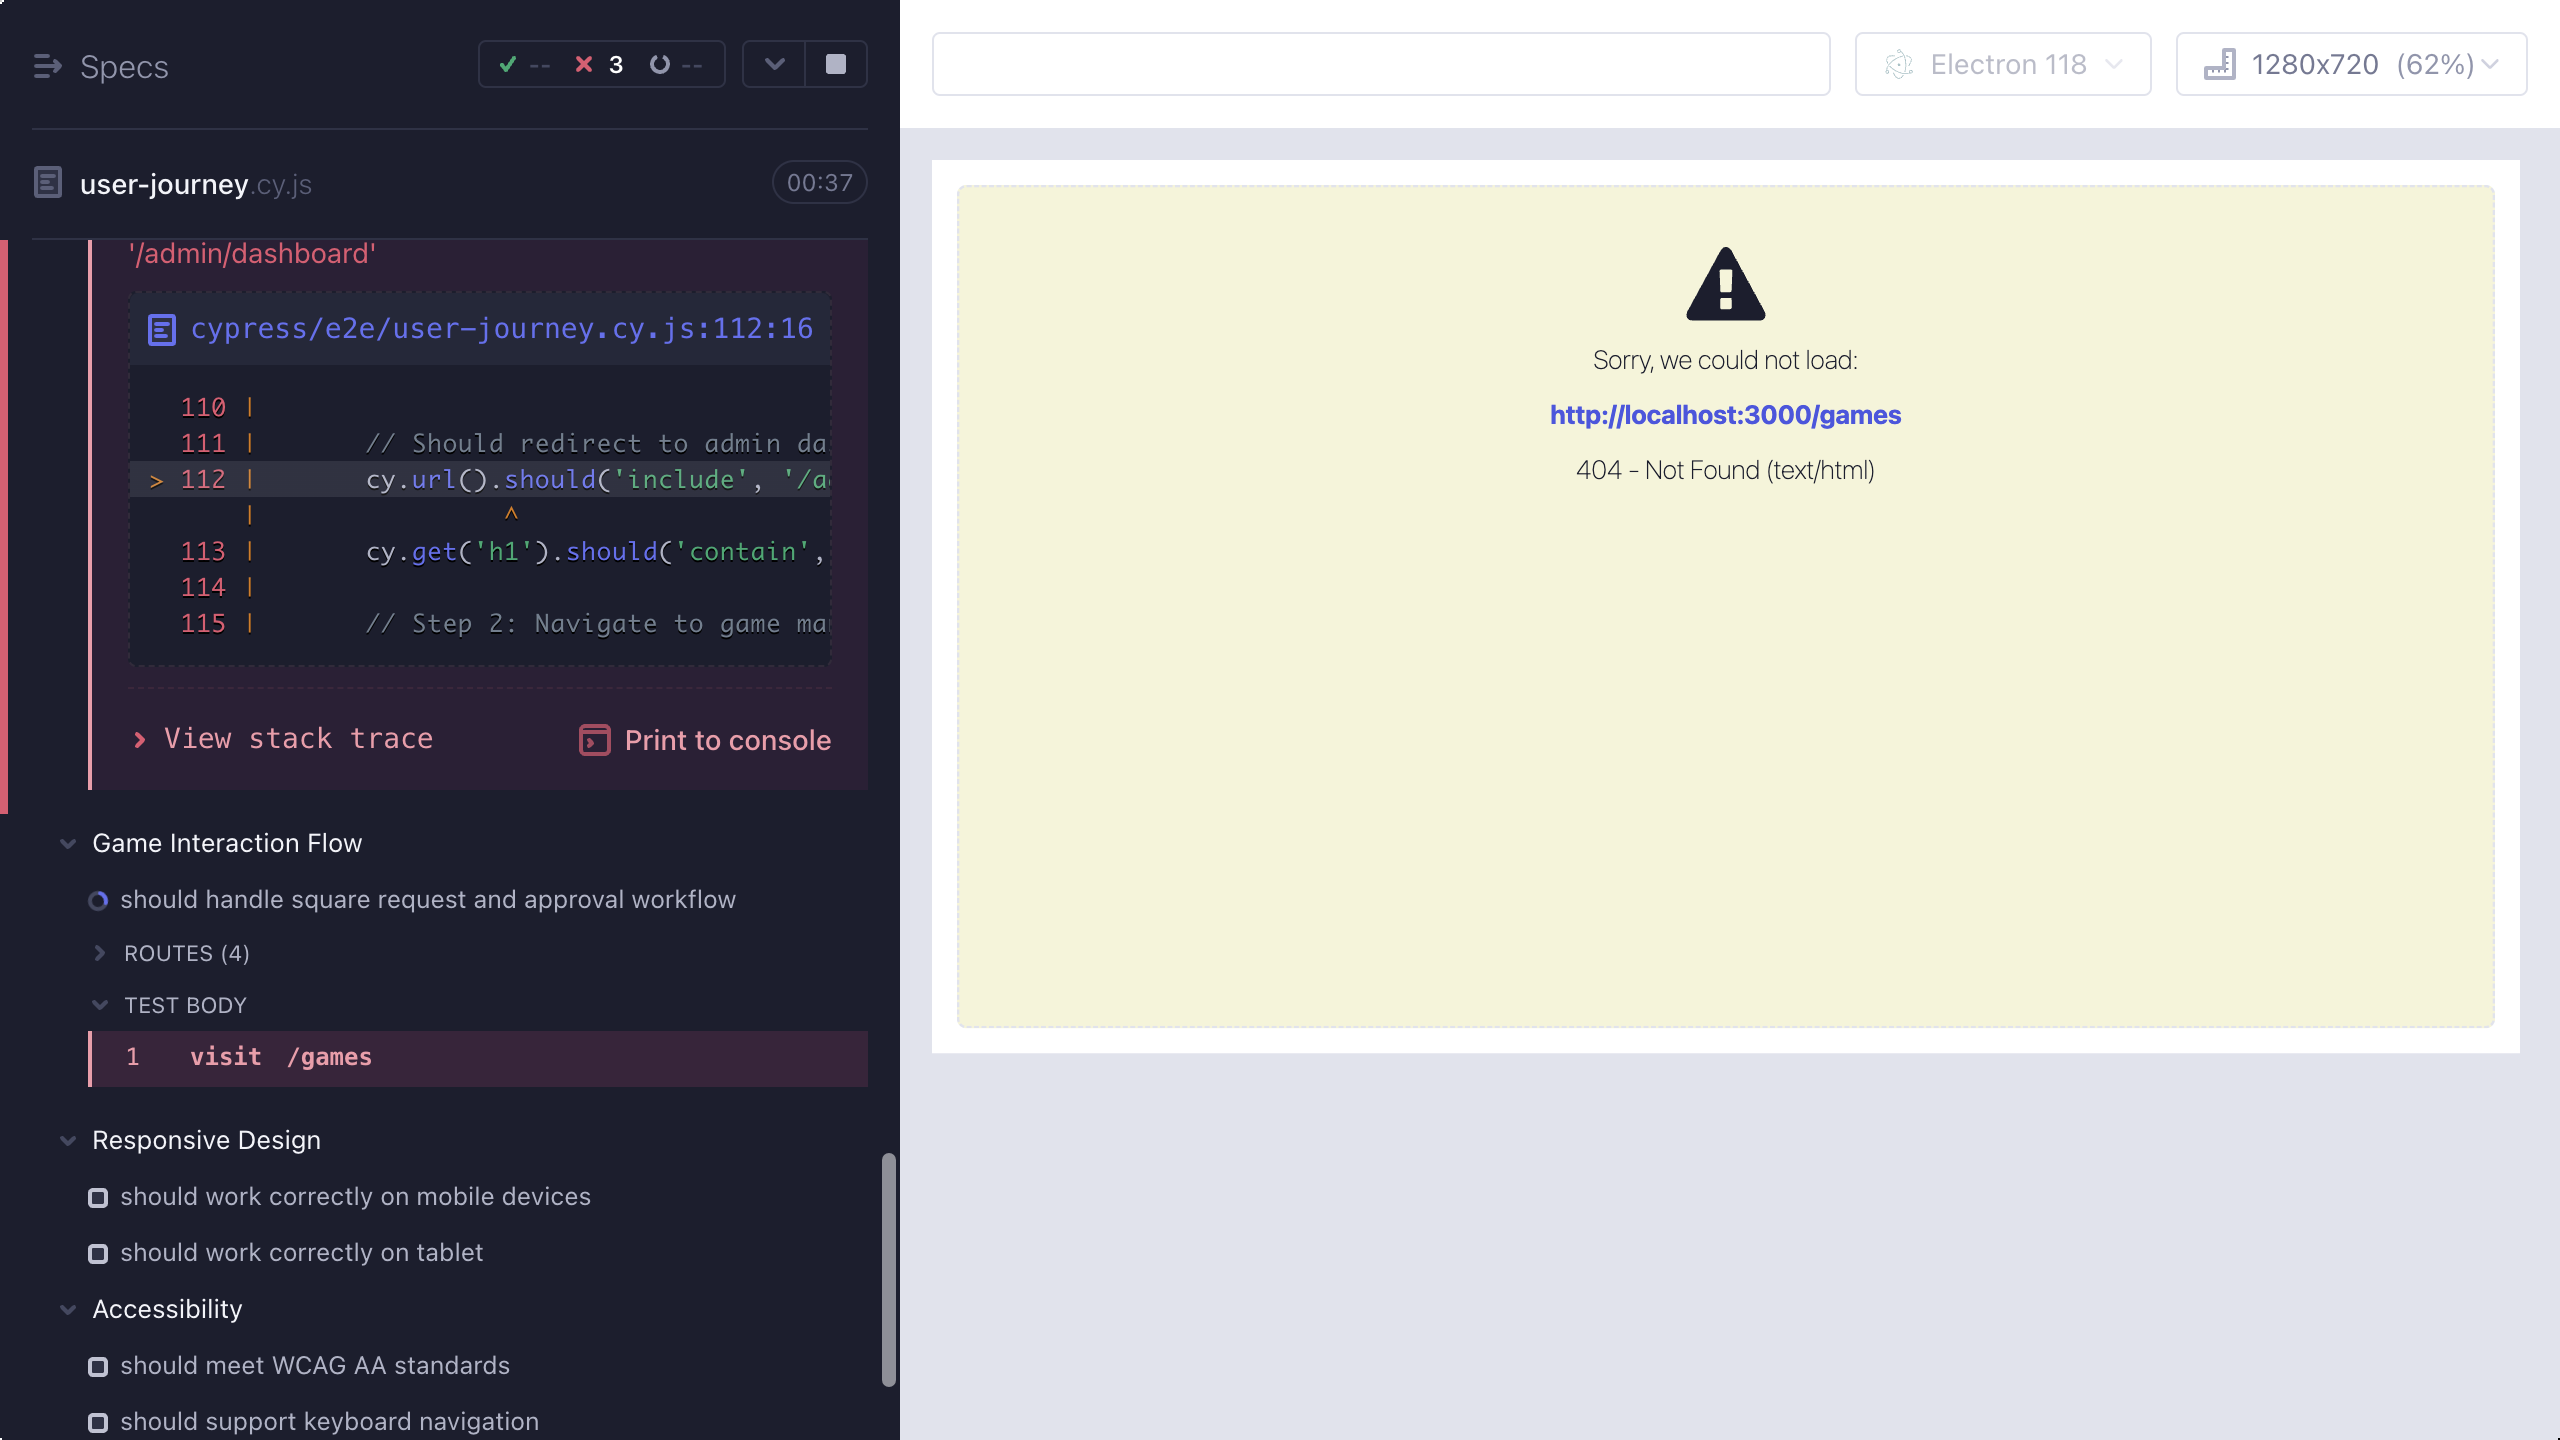 Specs
-- 3 --
user-journey.cy.js 00:37
'/admin/dashboard'
cypress/e2e/user-journey.cy.js:112:16
110 |
111 | // Should redirect to admin da
> 112 | cy.url().should('include', '/a
| ^
113 | cy.get('h1').should('contain',
114 |
115 | // Step 2: Navigate to game ma
View stack trace
Print to console
Game Interaction Flow
should handle square request and approval workflow
ROUTES (4)
TEST BODY
1 visit /games
Responsive Design
should work correctly on mobile devices
should work correctly on tablet
Accessibility
should meet WCAG AA standards
should support keyboard navigation
Electron 118
1280x720 (62%)
Sorry, we could not load:
http://localhost:3000/games
404 - Not Found (text/html)